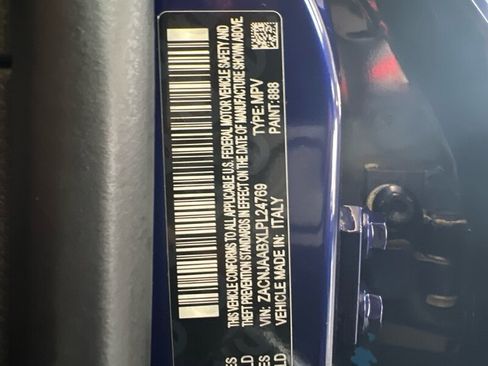 THIS VEHICLE CONFORMS TO ALL APPLICABLE U.S. FEDERAL MOTOR VEHICLE SAFETY AND
THEFT PREVENTION STANDARDS IN EFFECT ON THE DATE OF MANUFACTURE SHOWN ABOVE.
VIN: ZACNJAABXLPL24769 TYPE: MPV
VEHICLE MADE IN: ITALY PAINT: 888